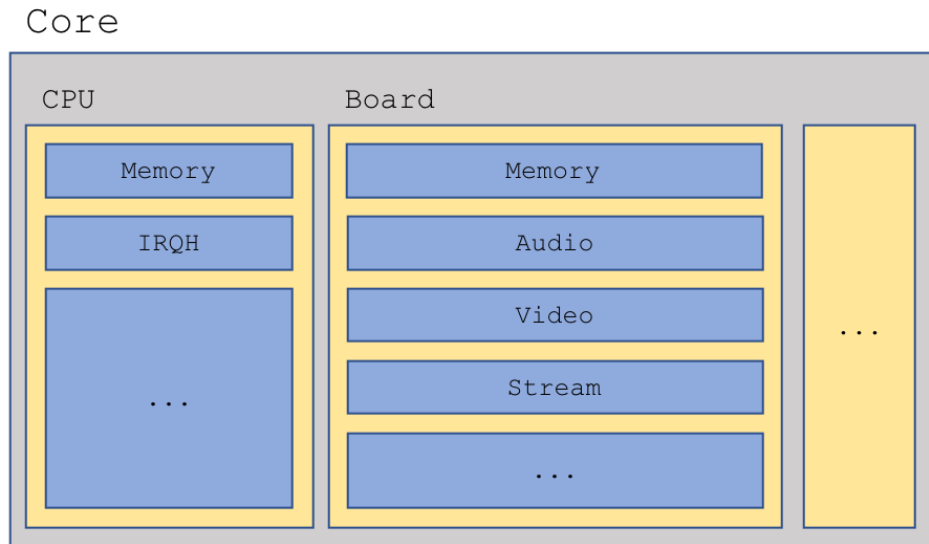 Core
CPU
Board
Memory
IRQH
...
Memory
Audio
Video
Stream
...
...